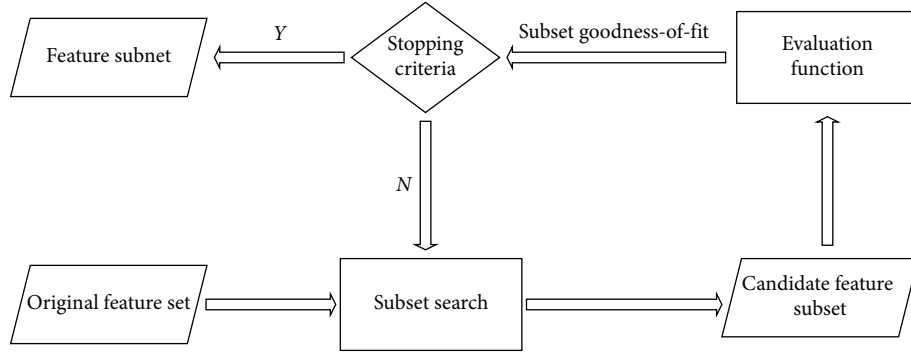 Feature subnet
Y
Stopping
criteria
Subset goodness-of-fit
Evaluation
function
N
Original feature set
Subset search
Candidate feature
subset